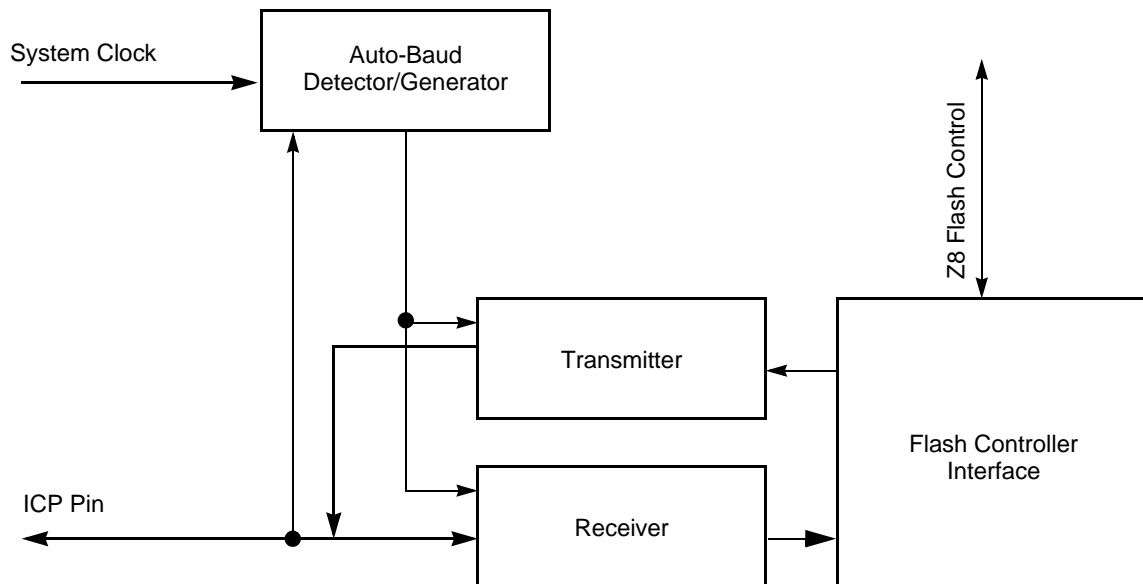 System Clock
Auto-Baud
Detector/Generator
Z8 Flash Control
Transmitter
Flash Controller
Interface
ICP Pin
Receiver